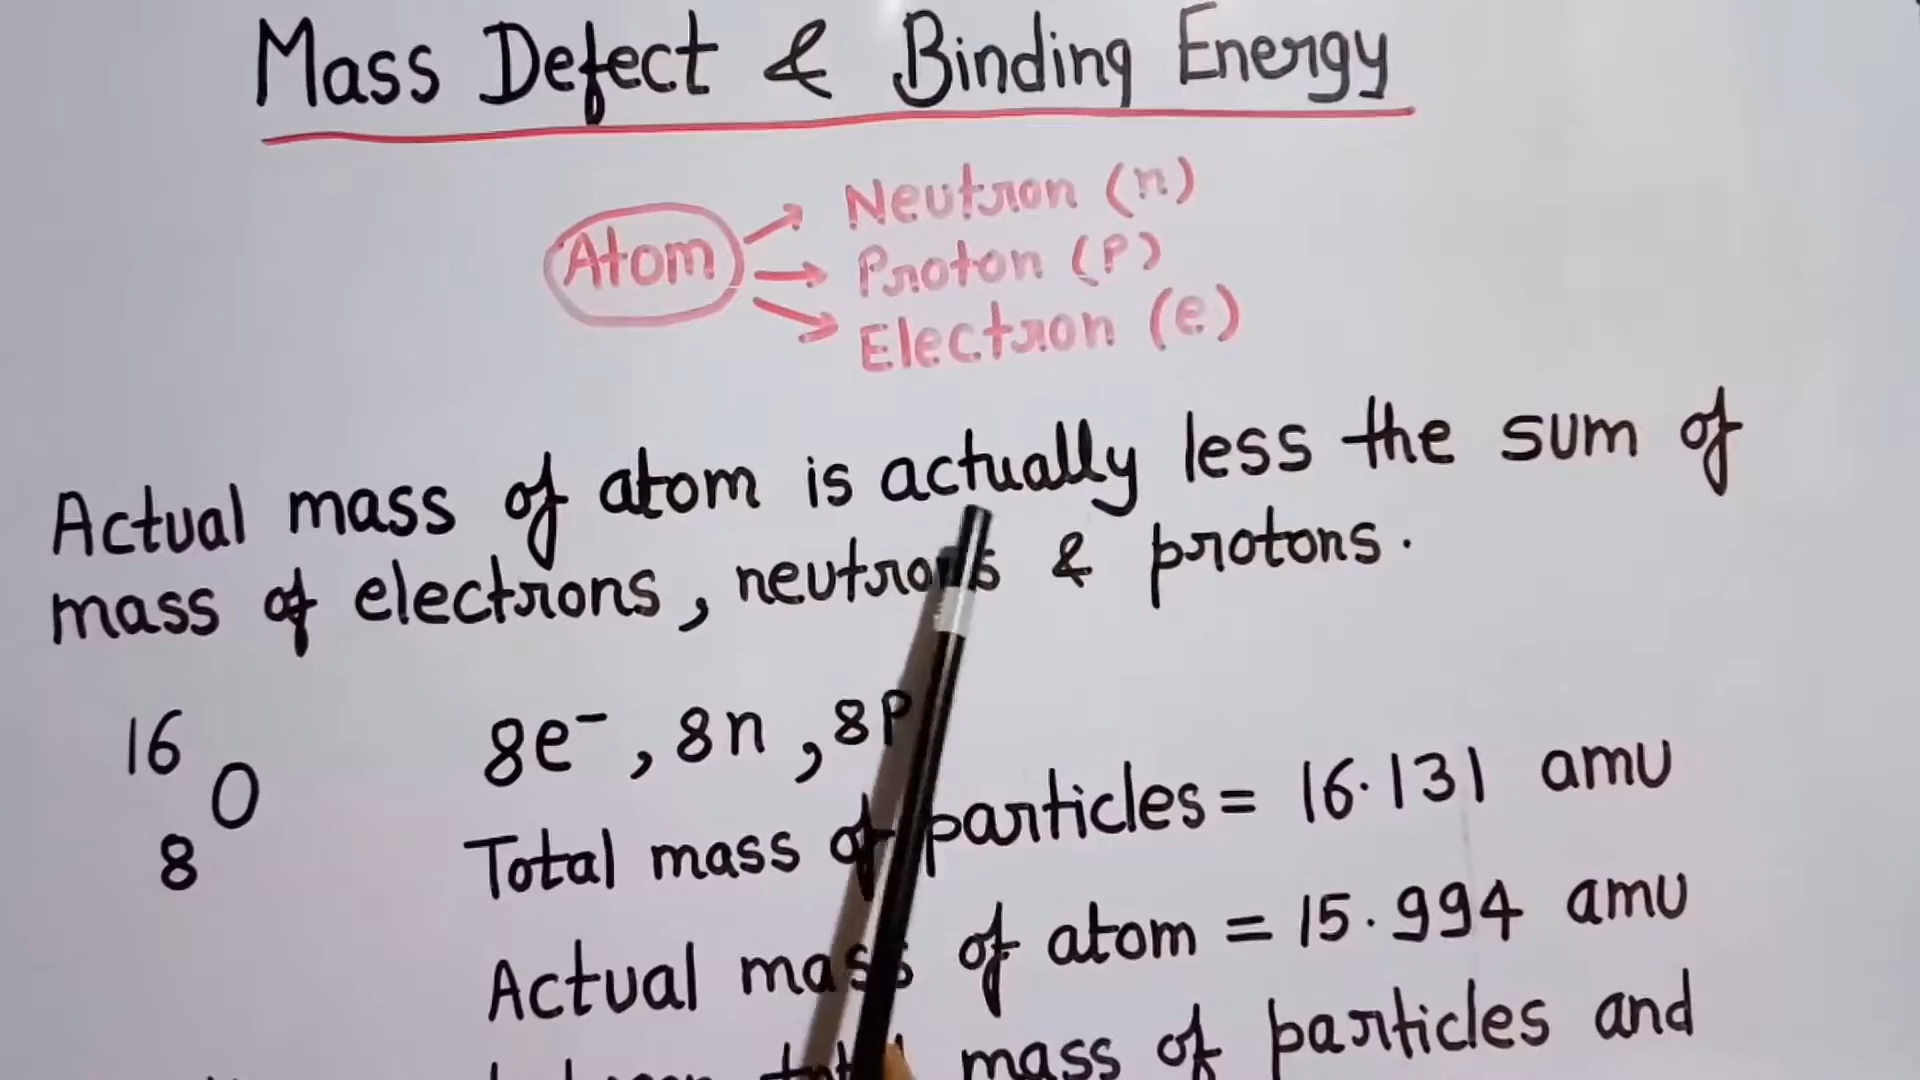 Mass Defect & Binding Energy
Atom
Neutron (n)
Proton (P)
Electron (e)
Actual mass of atom is actually less the sum of
mass of electrons, neutrons & protons.
16
O
8
8e⁻, 8n, 8P
Total mass of particles = 16.131 amu
Actual mass of atom = 15.994 amu
mass of particles and